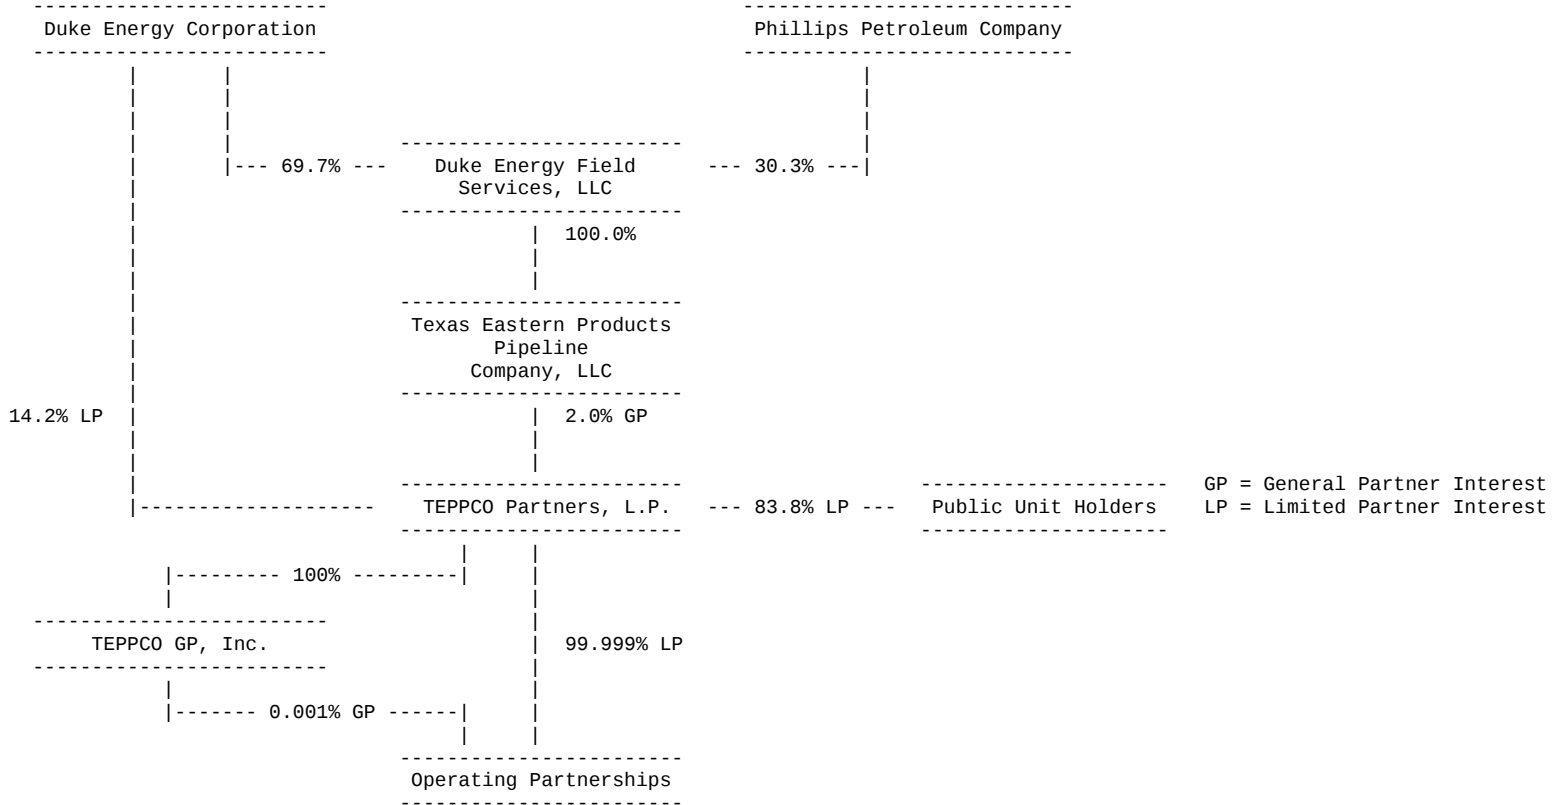 Duke Energy Corporation
Phillips Petroleum Company
--- 69.7% ---
Duke Energy Field
Services, LLC
--- 30.3% ---
100.0%
Texas Eastern Products
Pipeline
Company, LLC
14.2% LP
2.0% GP
TEPPCO Partners, L.P.
--- 83.8% LP ---
Public Unit Holders
GP = General Partner Interest
LP = Limited Partner Interest
--------- 100% ---------
TEPPCO GP, Inc.
99.999% LP
------- 0.001% GP ------
Operating Partnerships